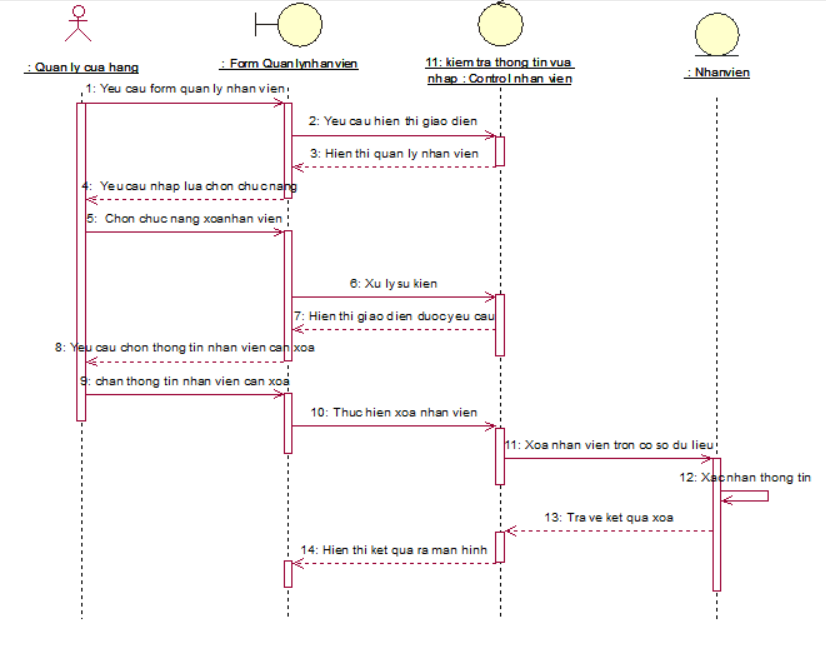 : Quan ly cua hang
: Form Quanlynhanvien
11: kiem tra thong tin vua
nhap : Control nhan vien
: Nhanvien
1: Yeu cau form quan ly nhan vien
2: Yeu cau hien thi giao dien
3: Hien thi quan ly nhan vien
4: Yeu cau nhap lua chon chuc nang
5: Chon chuc nang xoa nhan vien
6: Xu ly su kien
7: Hien thi giao dien duoc yeu cau
8: Yeu cau chon thong tin nhan vien can xoa
9: chan thong tin nhan vien can xoa
10: Thuc hien xoa nhan vien
11: Xoa nhan vien tron co so du lieu
12: Xac nhan thong tin
13: Tra ve ket qua xoa
14: Hien thi ket qua ra man hinh